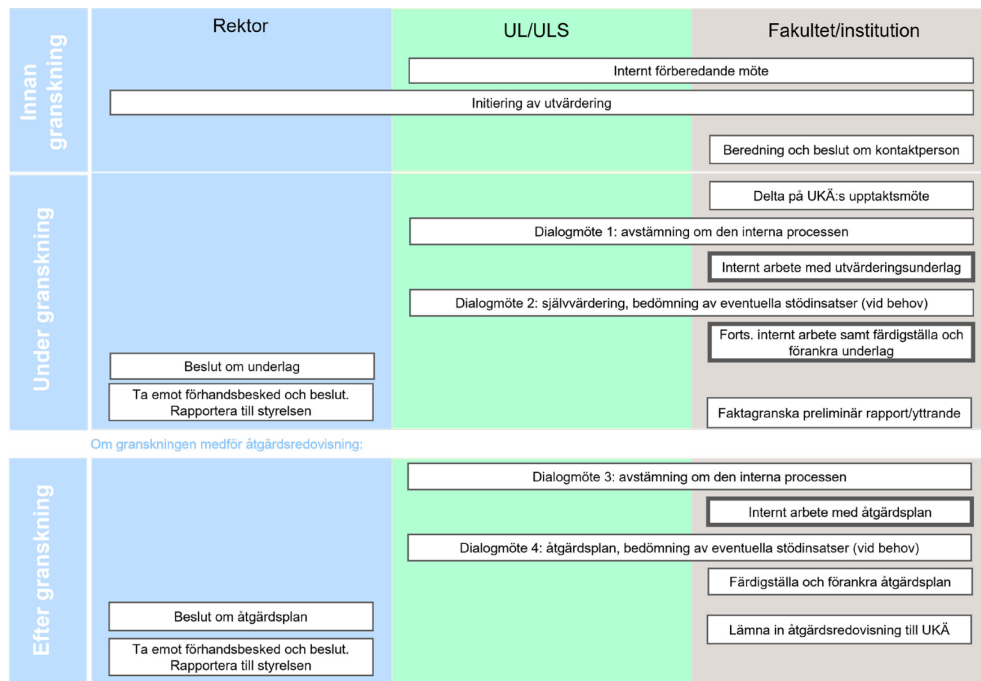 Rektor
UL/ULS
Fakultet/institution
Innan
granskning
Internt förberedande möte
Initiering av utvärdering
Beredning och beslut om kontaktperson
Under granskning
Delta på UKÄ:s upptaktsmöte
Dialogmöte 1: avstämning om den interna processen
Internt arbete med utvärderingsunderlag
Dialogmöte 2: självvärdering, bedömning av eventuella stödinsatser (vid behov)
Forts. internt arbete samt färdigställa och
förankra underlag
Beslut om underlag
Ta emot förhandsbesked och beslut.
Rapportera till styrelsen
Faktagranska preliminär rapport/yttrande
Om granskningen medför åtgärdsredovisning:
Efter granskning
Dialogmöte 3: avstämning om den interna processen
Internt arbete med åtgärdsplan
Dialogmöte 4: åtgärdsplan, bedömning av eventuella stödinsatser (vid behov)
Färdigställa och förankra åtgärdsplan
Beslut om åtgärdsplan
Lämna in åtgärdsredovisning till UKÄ
Ta emot förhandsbesked och beslut.
Rapportera till styrelsen